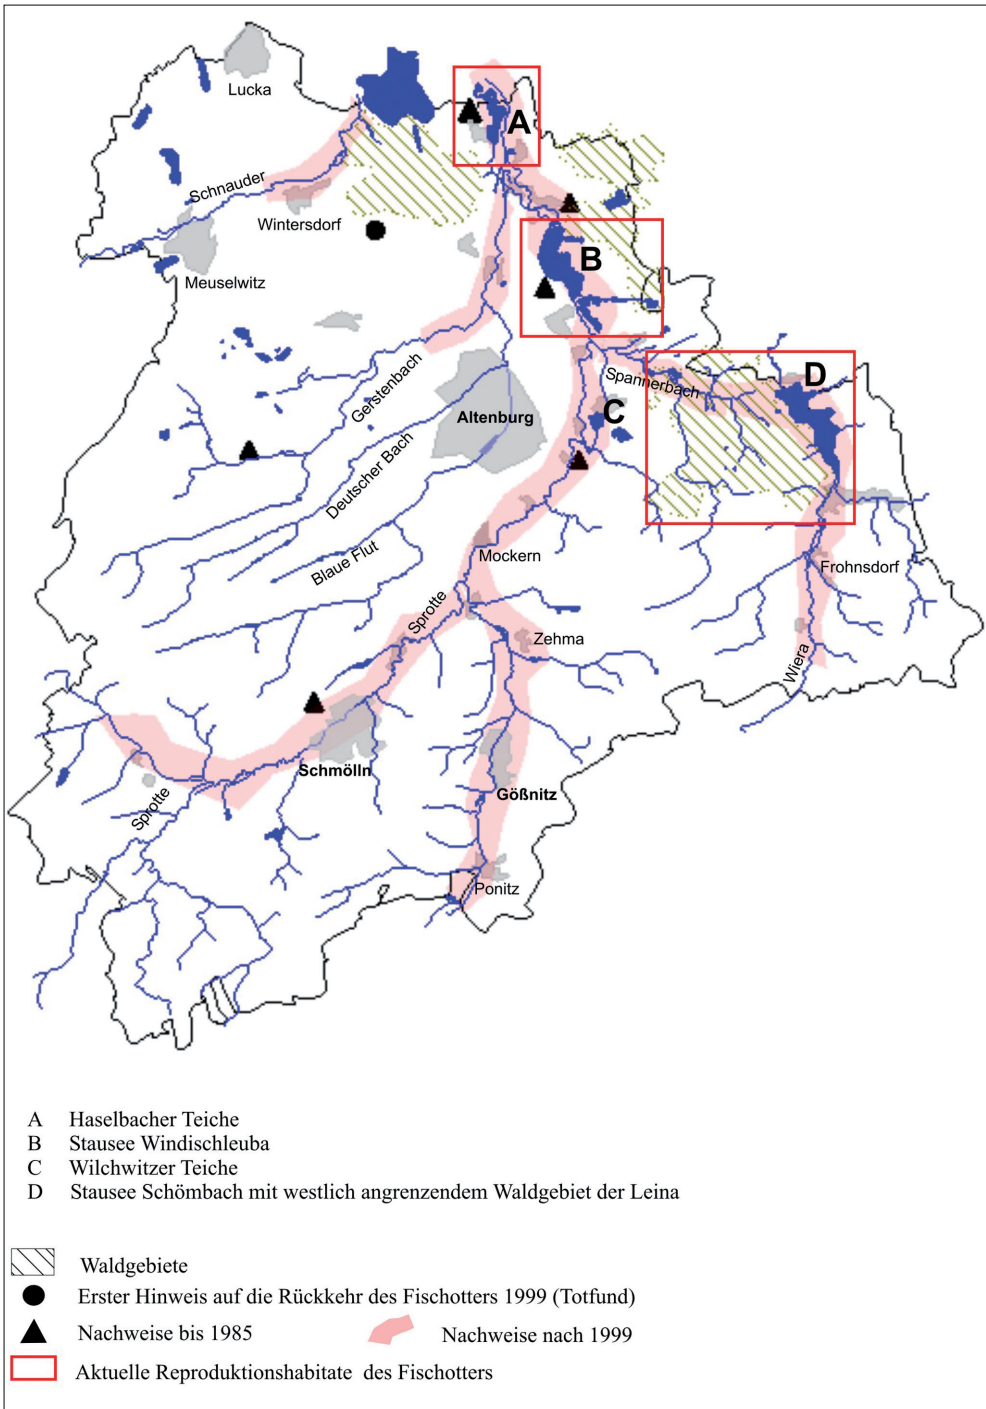 Lucka
A
Schnauder
Wintersdorf
Meuselwitz
B
Spannerbach
D
Gerstenbach
Altenburg
C
Deutscher Bach
Blaue Flut
Mockern
Frohnsdorf
Sprotte
Zehma
Wiera
Schmölln
Sprotte
Gößnitz
Ponitz
A Haselbacher Teiche
B Stausee Windischleuba
C Wilchwitzer Teiche
D Stausee Schömbach mit westlich angrenzendem Waldgebiet der Leina
Waldgebiete
Erster Hinweis auf die Rückkehr des Fischotters 1999 (Totfund)
Nachweise bis 1985 Nachweise nach 1999
Aktuelle Reproduktionshabitate des Fischotters